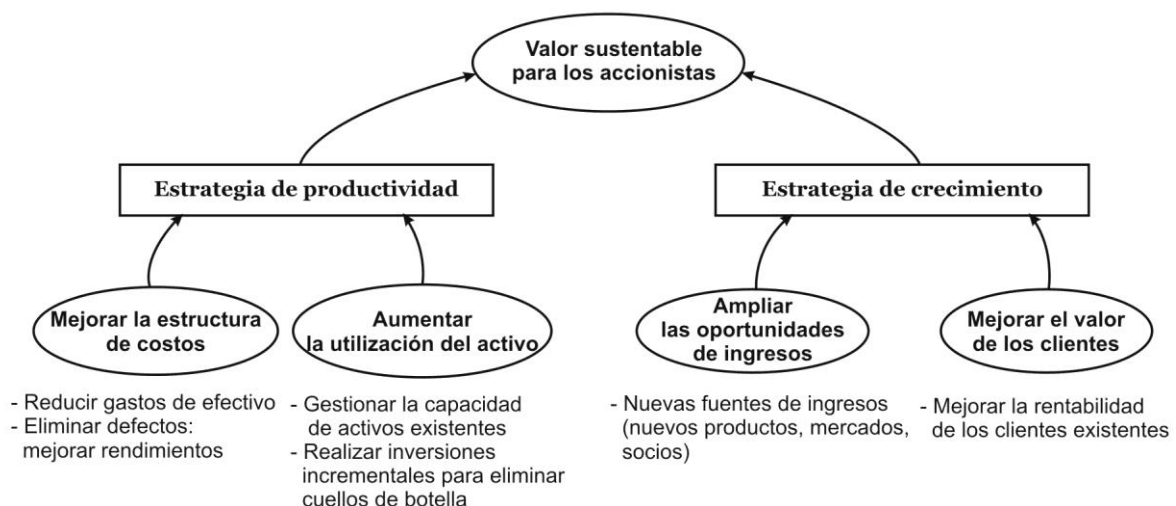 Valor sustentable
para los accionistas
Estrategia de productividad
Estrategia de crecimiento
Mejorar la estructura
de costos
Aumentar
la utilización del activo
Ampliar
las oportunidades
de ingresos
Mejorar el valor
de los clientes
- Reducir gastos de efectivo
- Eliminar defectos:
mejorar rendimientos
- Gestionar la capacidad
de activos existentes
- Realizar inversiones
incrementales para eliminar
cuellos de botella
- Nuevas fuentes de ingresos
(nuevos productos, mercados,
socios)
- Mejorar la rentabilidad
de los clientes existentes